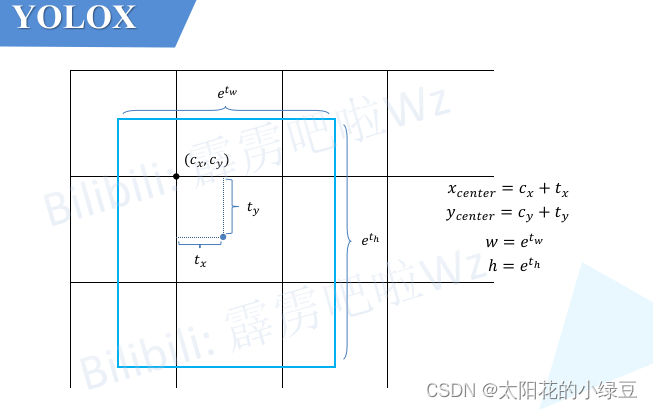 YOLOX
e^{t_w}
(c_x, c_y)
t_y
t_x
e^{t_h}
x_{center} = c_x + t_x
y_{center} = c_y + t_y
w = e^{t_w}
h = e^{t_h}
Bilibili: 霹雳吧啦Wz
Bilibili: 霹雳吧啦Wz
CSDN @太阳花的小绿豆